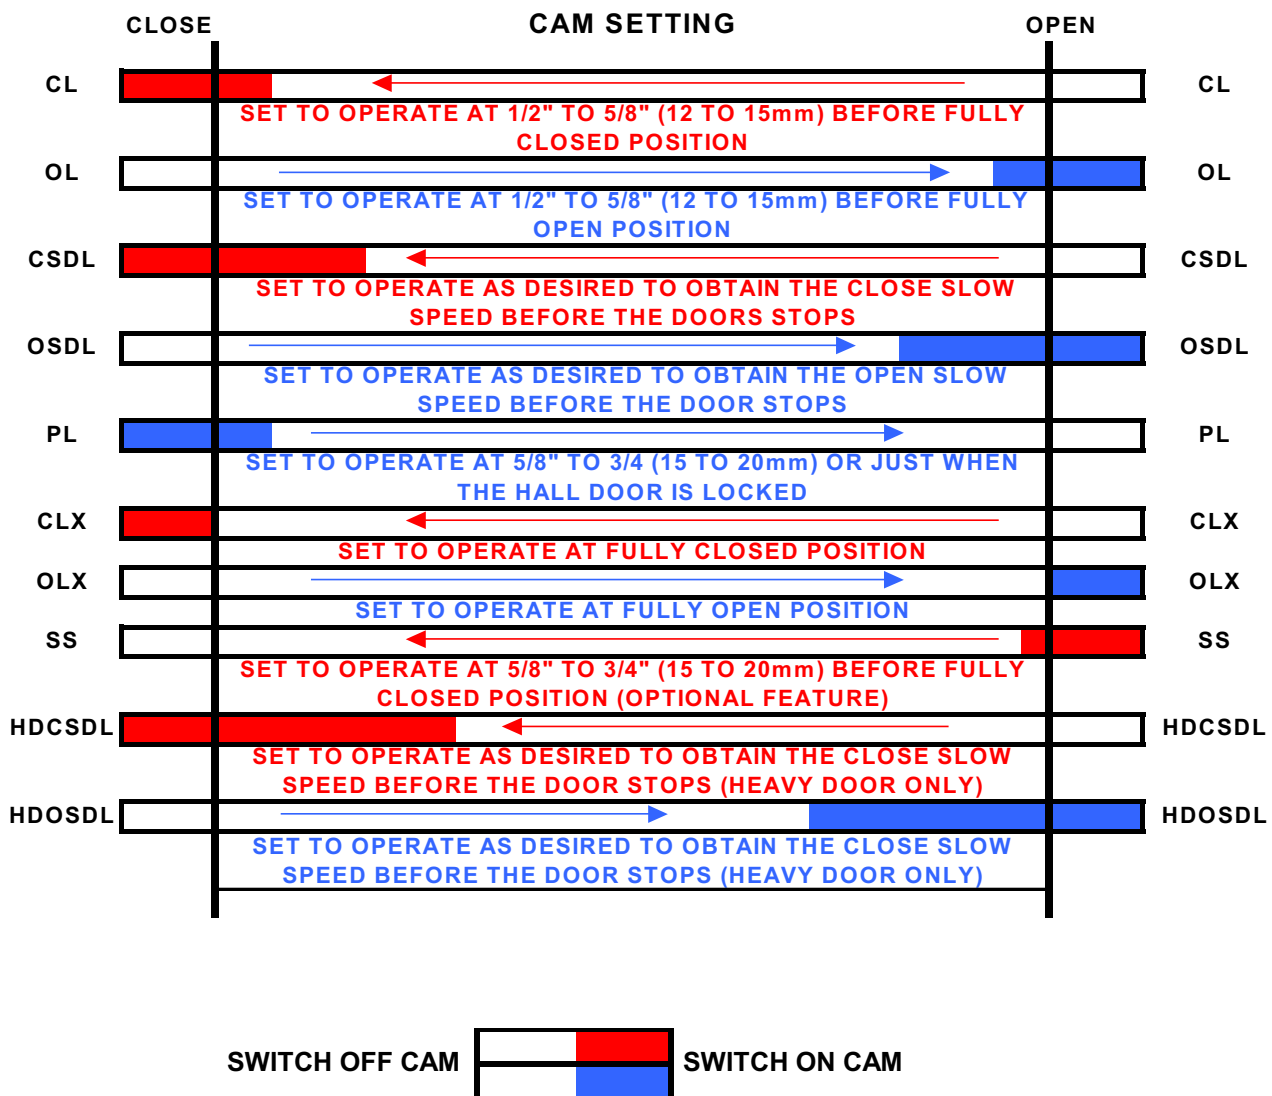 CLOSE CAM SETTING OPEN
CL CL
SET TO OPERATE AT 1/2" TO 5/8" (12 TO 15mm) BEFORE FULLY
CLOSED POSITION
OL OL
SET TO OPERATE AT 1/2" TO 5/8" (12 TO 15mm) BEFORE FULLY
OPEN POSITION
CSDL CSDL
SET TO OPERATE AS DESIRED TO OBTAIN THE CLOSE SLOW
SPEED BEFORE THE DOORS STOPS
OSDL OSDL
SET TO OPERATE AS DESIRED TO OBTAIN THE OPEN SLOW
SPEED BEFORE THE DOOR STOPS
PL PL
SET TO OPERATE AT 5/8" TO 3/4 (15 TO 20mm) OR JUST WHEN
THE HALL DOOR IS LOCKED
CLX CLX
SET TO OPERATE AT FULLY CLOSED POSITION
OLX OLX
SET TO OPERATE AT FULLY OPEN POSITION
SS SS
SET TO OPERATE AT 5/8" TO 3/4" (15 TO 20mm) BEFORE FULLY
CLOSED POSITION (OPTIONAL FEATURE)
HDCSDL HDCSDL
SET TO OPERATE AS DESIRED TO OBTAIN THE CLOSE SLOW
SPEED BEFORE THE DOOR STOPS (HEAVY DOOR ONLY)
HDOSDL HDOSDL
SET TO OPERATE AS DESIRED TO OBTAIN THE CLOSE SLOW
SPEED BEFORE THE DOOR STOPS (HEAVY DOOR ONLY)
SWITCH OFF CAM SWITCH ON CAM